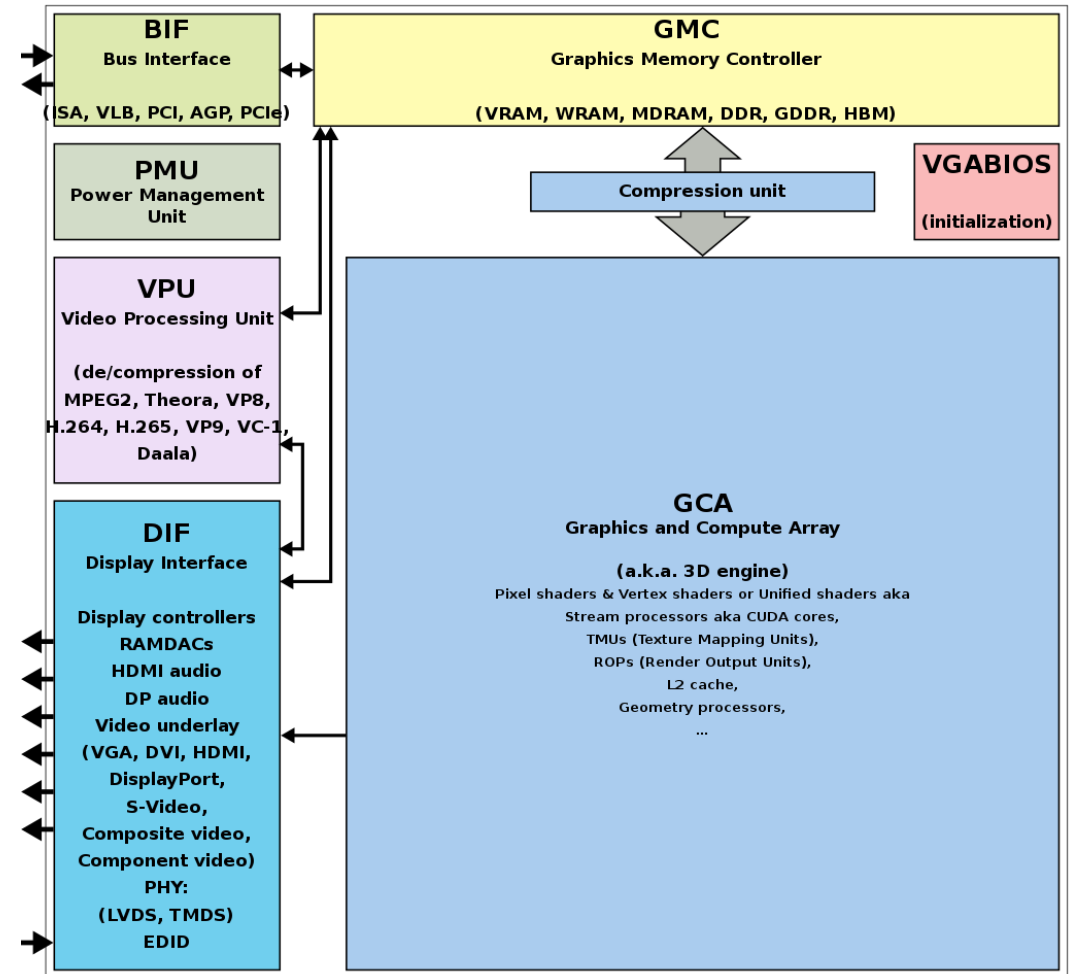 BIF
Bus Interface
(ISA, VLB, PCI, AGP, PCIe)
GMC
Graphics Memory Controller
(VRAM, WRAM, MDRAM, DDR, GDDR, HBM)
PMU
Power Management
Unit
Compression unit
VGABIOS
(initialization)
VPU
Video Processing Unit
(de/compression of
MPEG2, Theora, VP8,
H.264, H.265, VP9, VC-1,
Daala)
DIF
Display Interface
Display controllers
RAMDACs
HDMI audio
DP audio
Video underlay
(VGA, DVI, HDMI,
DisplayPort,
S-Video,
Composite video,
Component video)
PHY:
(LVDS, TMDS)
EDID
GCA
Graphics and Compute Array
(a.k.a. 3D engine)
Pixel shaders & Vertex shaders or Unified shaders aka
Stream processors aka CUDA cores,
TMUs (Texture Mapping Units),
ROPs (Render Output Units),
L2 cache,
Geometry processors,
...